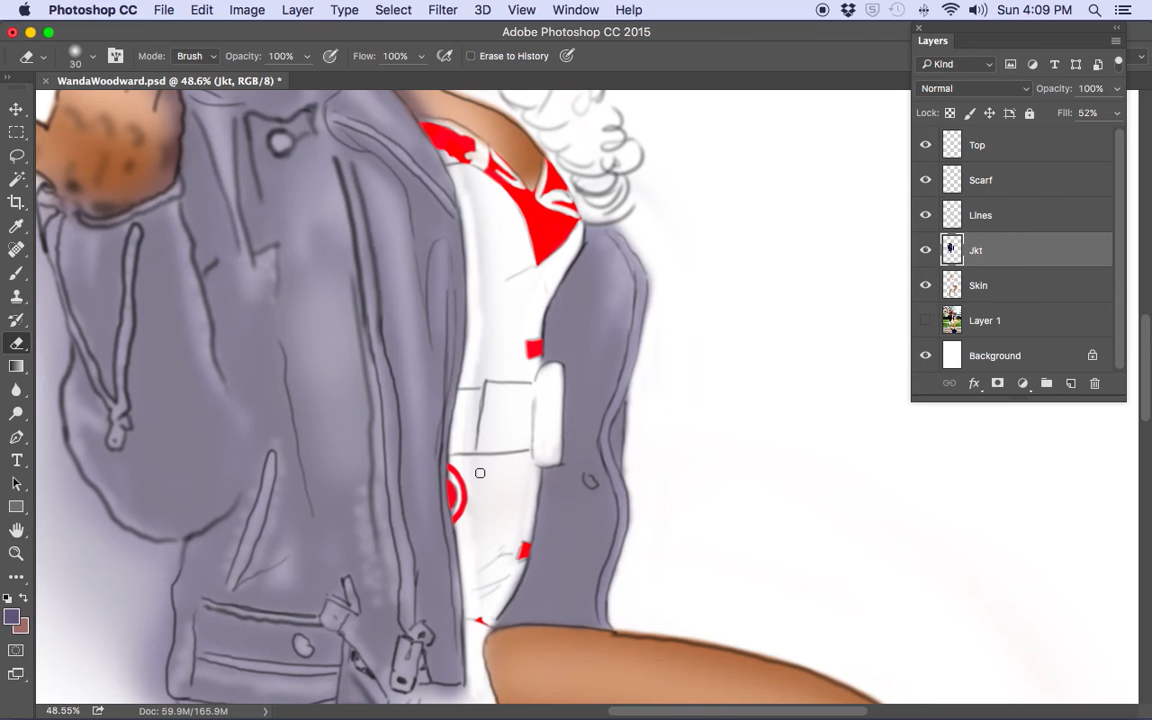 Photoshop CC File Edit Image Layer Type Select Filter 3D View Window Help Sun 4:09 PM
Adobe Photoshop CC 2015
30 Mode: Brush Opacity: 100% Flow: 100% Erase to History
WandaWoodward.psd @ 48.6% (Jkt, RGB/8) *
Layers
Kind
Normal Opacity: 100%
Lock: Fill: 52%
Top
Scarf
Lines
Jkt
Skin
Layer 1
Background
fx
48.55% Doc: 59.9M/165.9M